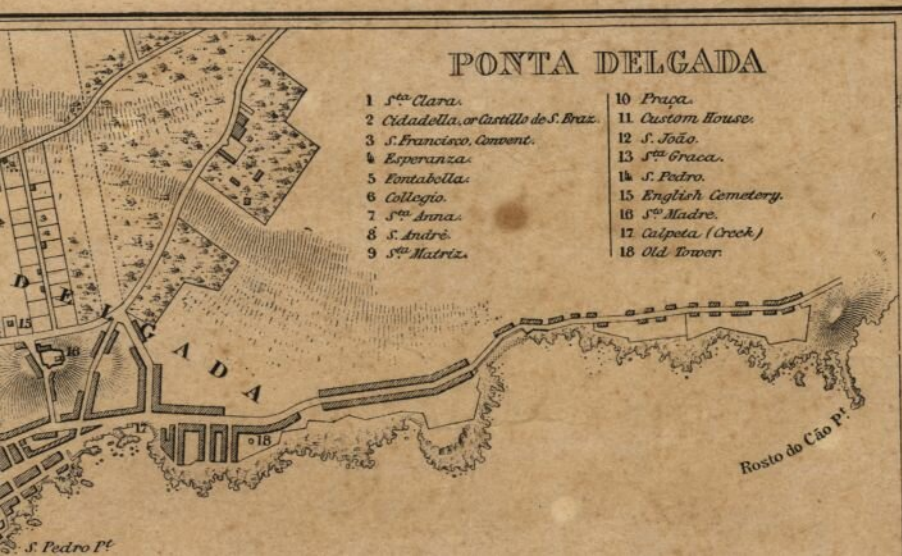 PONTA DELGADA
1 Sta. Clara.
2 Cidadella, or Castillo de S. Braz.
3 S. Francisco, Convent.
4 Esperanza.
5 Fontabella.
6 Collegio.
7 Sta. Anna.
8 S. André.
9 Sta. Matriz.
10 Praça.
11 Custom House.
12 S. João.
13 Sta Graca.
14 S. Pedro.
15 English Cemetery.
16 Sta. Madre.
17 Calpeta (Creek)
18 Old Tower.
DELGADA
15
16
17
18
Rosto do Cão Pt.
S. Pedro Pt